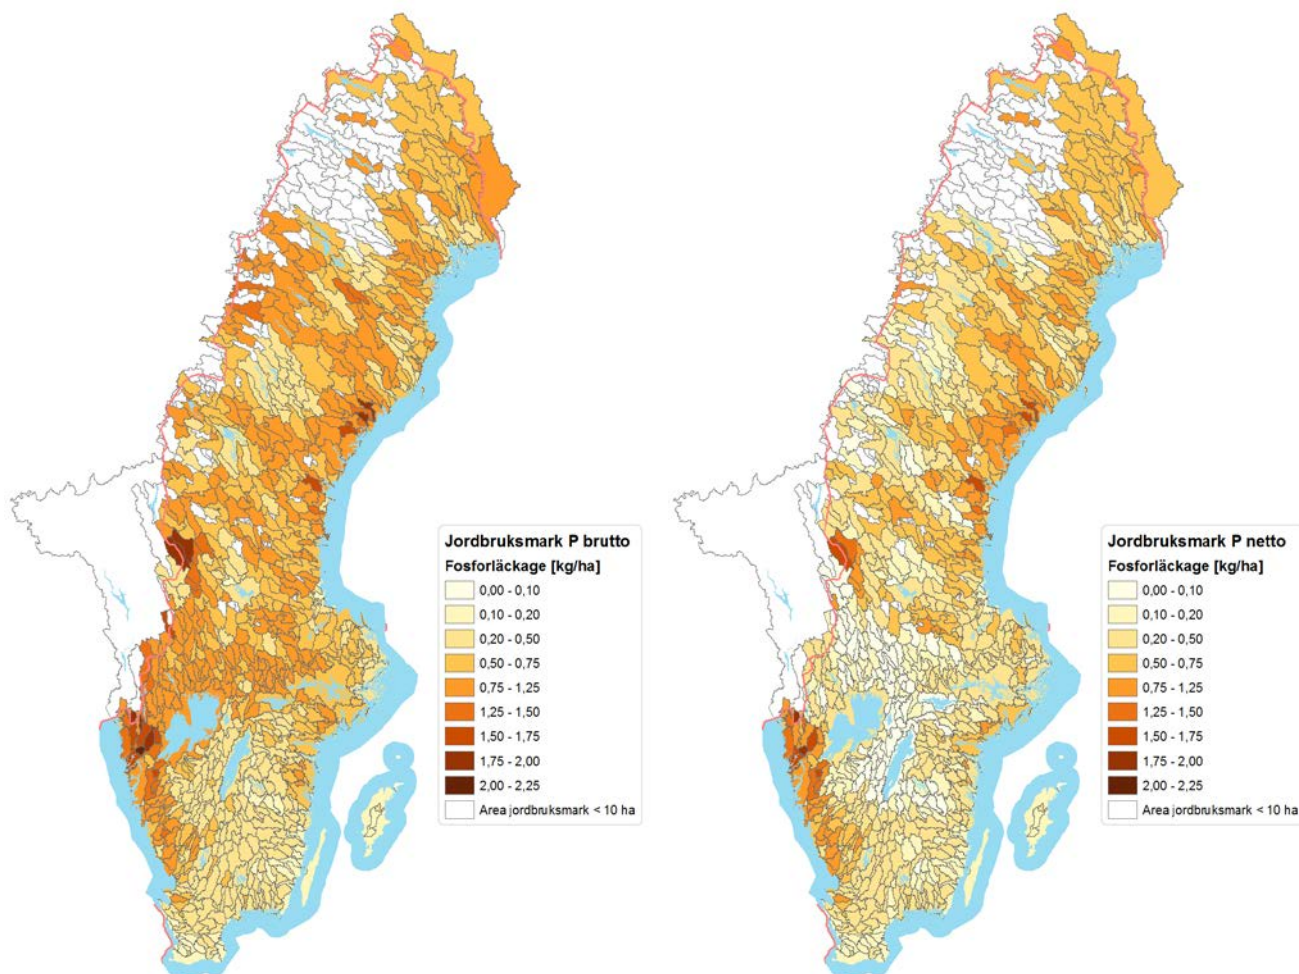 Jordbruksmark P brutto
Fosforläckage [kg/ha]
0,00 - 0,10
0,10 - 0,20
0,20 - 0,50
0,50 - 0,75
0,75 - 1,25
1,25 - 1,50
1,50 - 1,75
1,75 - 2,00
2,00 - 2,25
Area jordbruksmark < 10 ha
Jordbruksmark P netto
Fosforläckage [kg/ha]
0,00 - 0,10
0,10 - 0,20
0,20 - 0,50
0,50 - 0,75
0,75 - 1,25
1,25 - 1,50
1,50 - 1,75
1,75 - 2,00
2,00 - 2,25
Area jordbruksmark < 10 ha